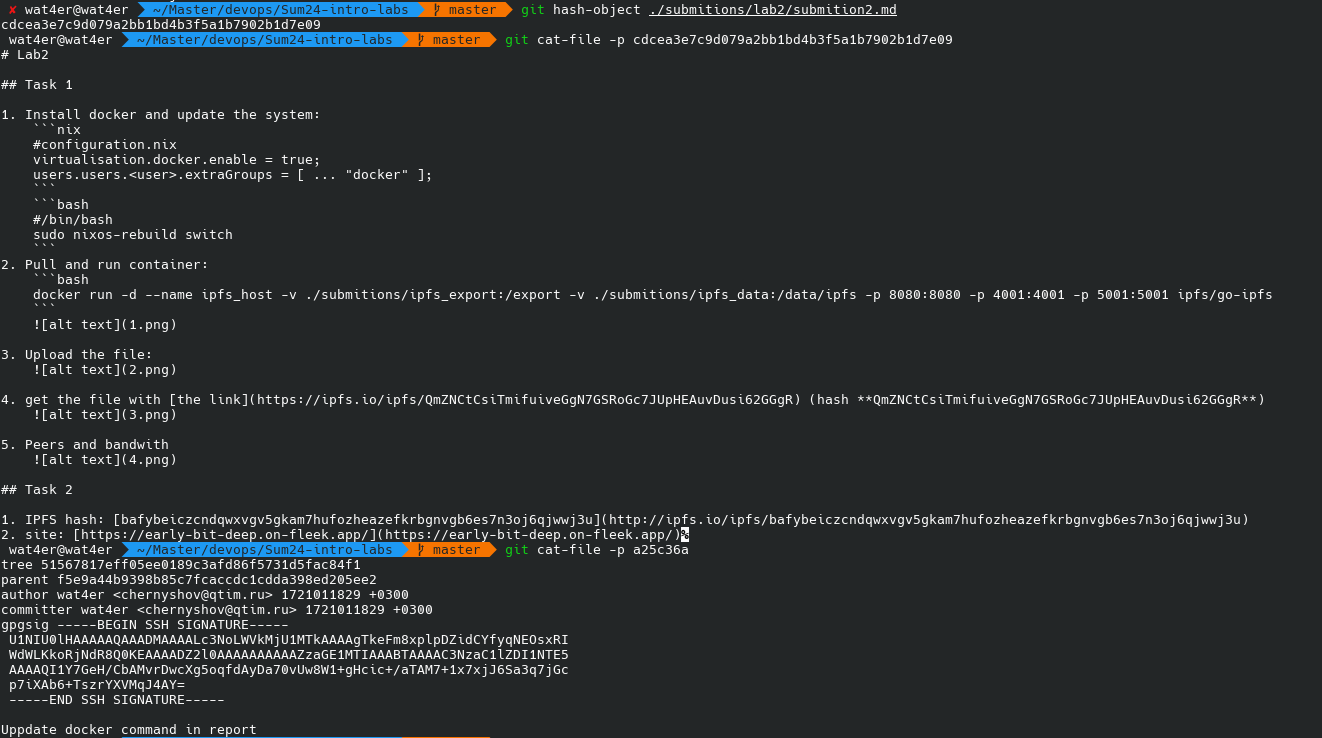 ✘ wat4er@wat4er ~/Master/devops/Sum24-intro-labs master git hash-object ./submitions/lab2/submition2.md
cdcea3e7c9d079a2bb1bd4b3f5a1b7902b1d7e09
wat4er@wat4er ~/Master/devops/Sum24-intro-labs master git cat-file -p cdcea3e7c9d079a2bb1bd4b3f5a1b7902b1d7e09
# Lab2
## Task 1
1. Install docker and update the system:
```nix
#configuration.nix
virtualisation.docker.enable = true;
users.users.<user>.extraGroups = [ ... "docker" ];
```
```bash
#/bin/bash
sudo nixos-rebuild switch
```
2. Pull and run container:
```bash
docker run -d --name ipfs_host -v ./submitions/ipfs_export:/export -v ./submitions/ipfs_data:/data/ipfs -p 8080:8080 -p 4001:4001 -p 5001:5001 ipfs/go-ipfs
```
![alt text](1.png)
3. Upload the file:
![alt text](2.png)
4. get the file with [the link](https://ipfs.io/ipfs/QmZNCtCsiTmifuiveGgN7GSRoGc7JUpHEAuvDusi62GGgR) (hash **QmZNCtCsiTmifuiveGgN7GSRoGc7JUpHEAuvDusi62GGgR**)
![alt text](3.png)
5. Peers and bandwith
![alt text](4.png)
## Task 2
1. IPFS hash: [bafybeiczcndqwxvgv5gkam7hufozheazefkrbgnvgb6es7n3oj6qjwwj3u](http://ipfs.io/ipfs/bafybeiczcndqwxvgv5gkam7hufozheazefkrbgnvgb6es7n3oj6qjwwj3u)
2. site: [https://early-bit-deep.on-fleek.app/](https://early-bit-deep.on-fleek.app/)%
wat4er@wat4er ~/Master/devops/Sum24-intro-labs master git cat-file -p a25c36a
tree 51567817eff05ee0189c3afd86f5731d5fac84f1
parent f5e9a44b9398b85c7fcaccdc1cdda398ed205ee2
author wat4er <chernyshov@qtim.ru> 1721011829 +0300
committer wat4er <chernyshov@qtim.ru> 1721011829 +0300
gpgsig -----BEGIN SSH SIGNATURE-----
U1NIU0lHAAAAAQAAADMAAAALc3NoLWVkMjU1MTkAAAAgTkeFm8xplpDZidCYfyqNEOsxRI
WdWLKkoRjNdR8Q0KEAAAADZ2l0AAAAAAAAAAZzaGE1MTIAAABTAAAAC3NzaC1lZDI1NTE5
AAAAQI1Y7GeH/CbAMvrDwcXg5oqfdAyDa70vUw8W1+gHcic+/aTAM7+1x7xjJ6Sa3q7jGc
p7iXAb6+TszrYXVMqJ4AY=
-----END SSH SIGNATURE-----
Uppdate docker command in report